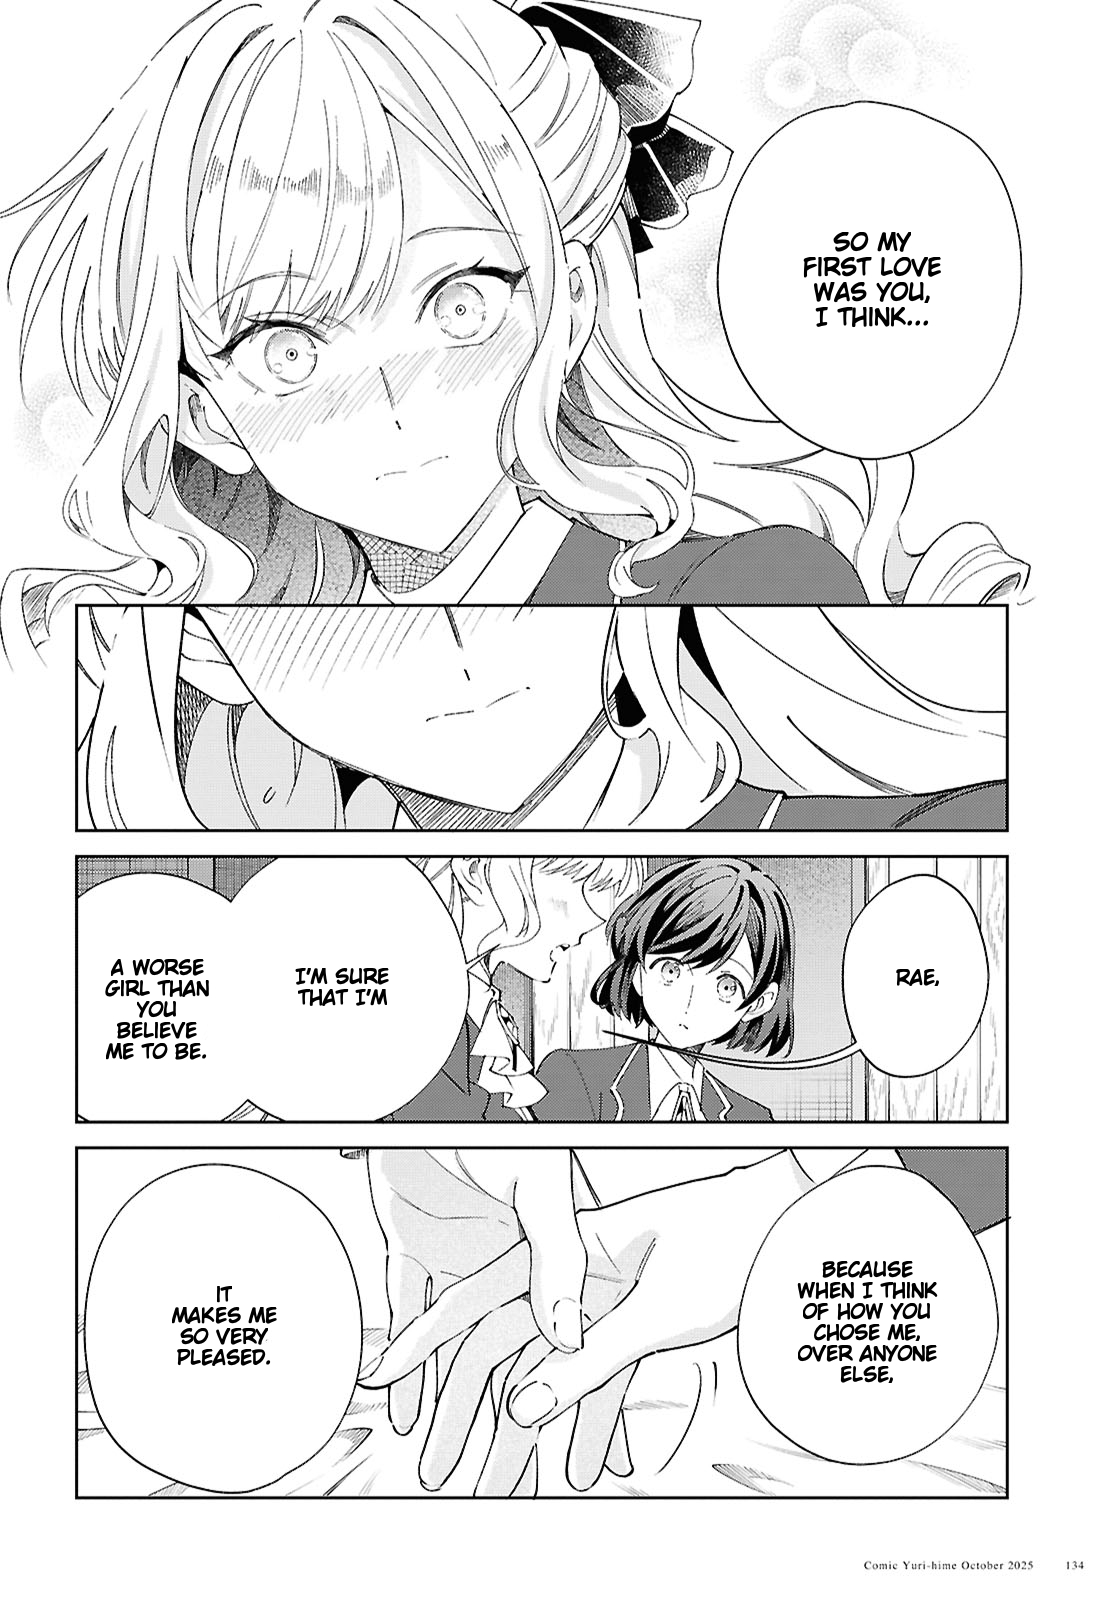 SO MY
FIRST LOVE
WAS YOU,
I THINK...
RAE,
I'M SURE
THAT I'M
A WORSE
GIRL THAN
YOU
BELIEVE
ME TO BE.
BECAUSE
WHEN I THINK
OF HOW YOU
CHOSE ME,
OVER ANYONE
ELSE,
IT
MAKES ME
SO VERY
PLEASED.
Comic Yuri-hime October 2025 134